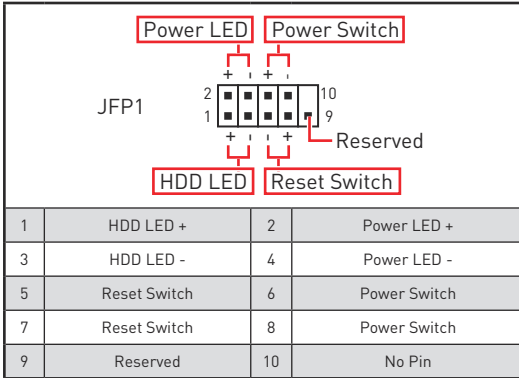 Power LED Power Switch
+ - + -
JFP1
2 10
1 9
+ - - +
Reserved
HDD LED Reset Switch
1 HDD LED + 2 Power LED +
3 HDD LED - 4 Power LED -
5 Reset Switch 6 Power Switch
7 Reset Switch 8 Power Switch
9 Reserved 10 No Pin